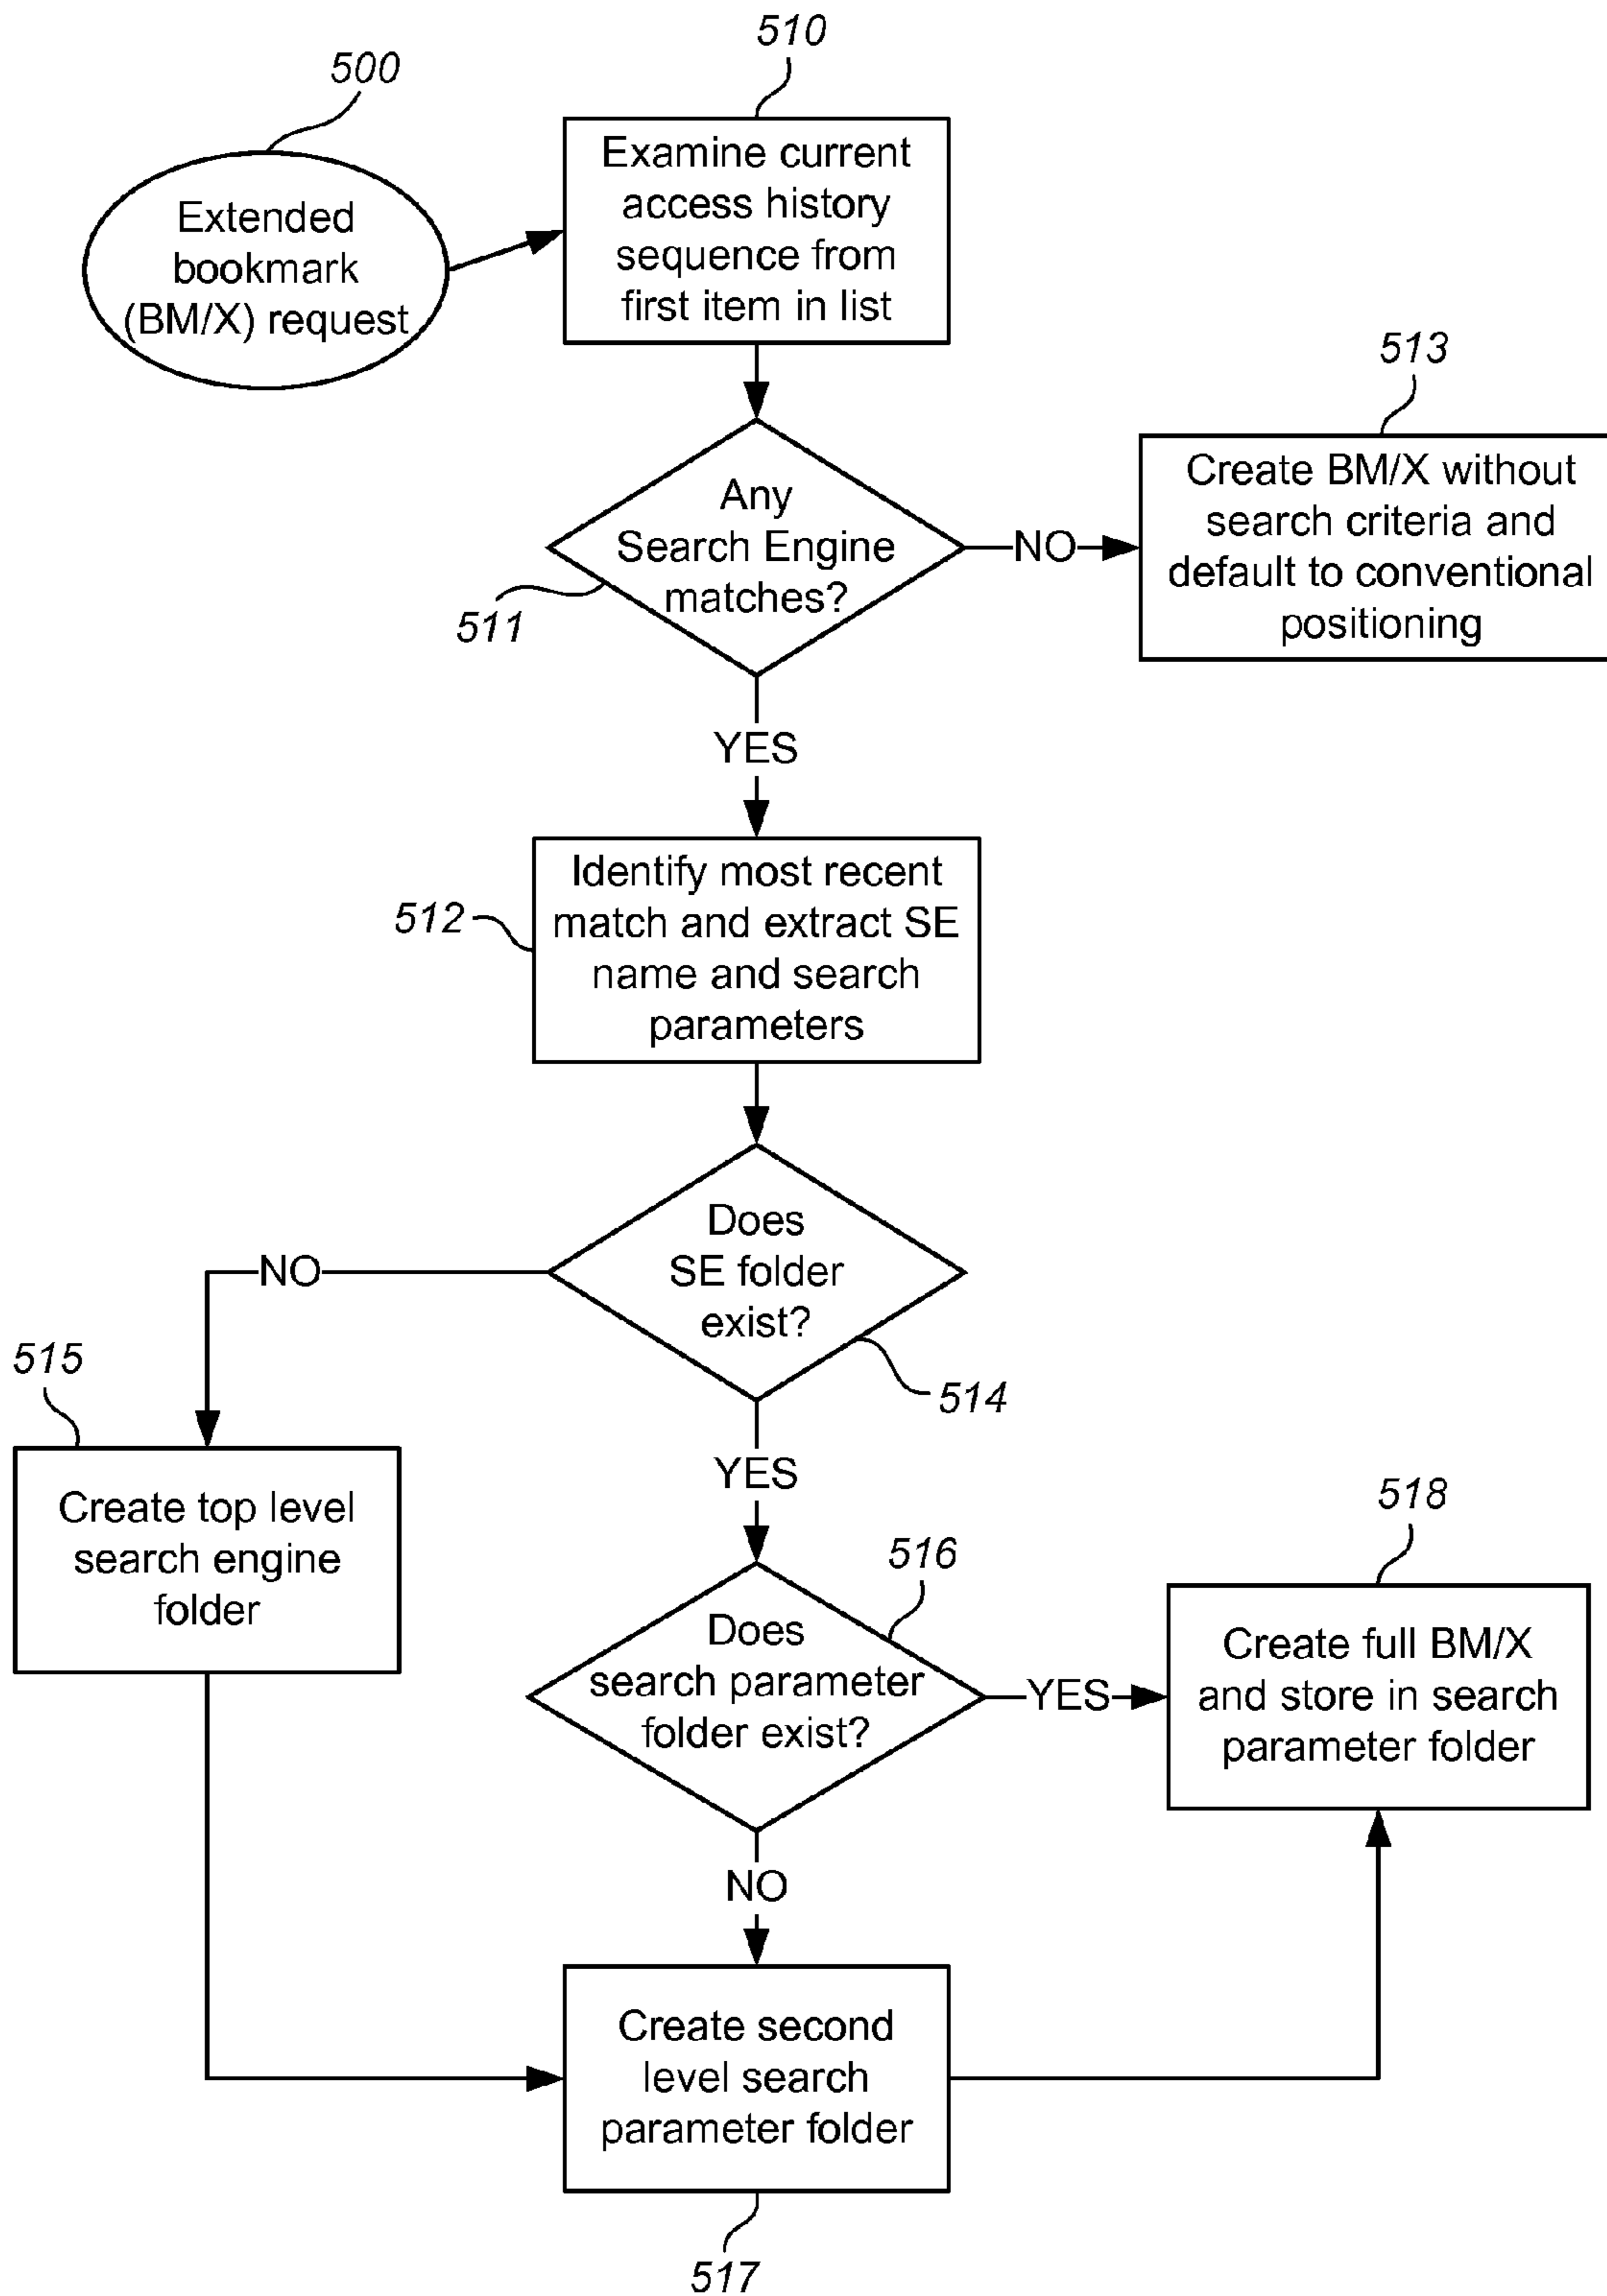 510
500
Examine current
access history
sequence from
first item in list
Extended
bookmark
(BM/X) request
513
Any
Search Engine
matches?
NO
Create BM/X without
search criteria and
default to conventional
positioning
511
YES
Identify most recent
match and extract SE
name and search
parameters
512
Does
SE folder
exist?
NO
514
515
YES
Create top level
search engine
folder
516
518
Does
search parameter
folder exist?
YES
Create full BM/X
and store in search
parameter folder
NO
Create second
level search
parameter folder
517